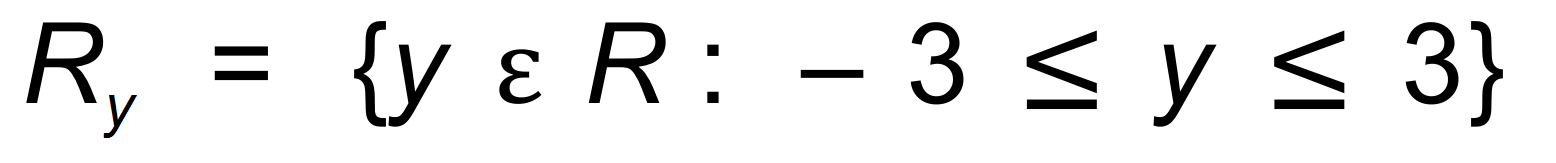 R_y = {y ε R : − 3 ≤ y ≤ 3}